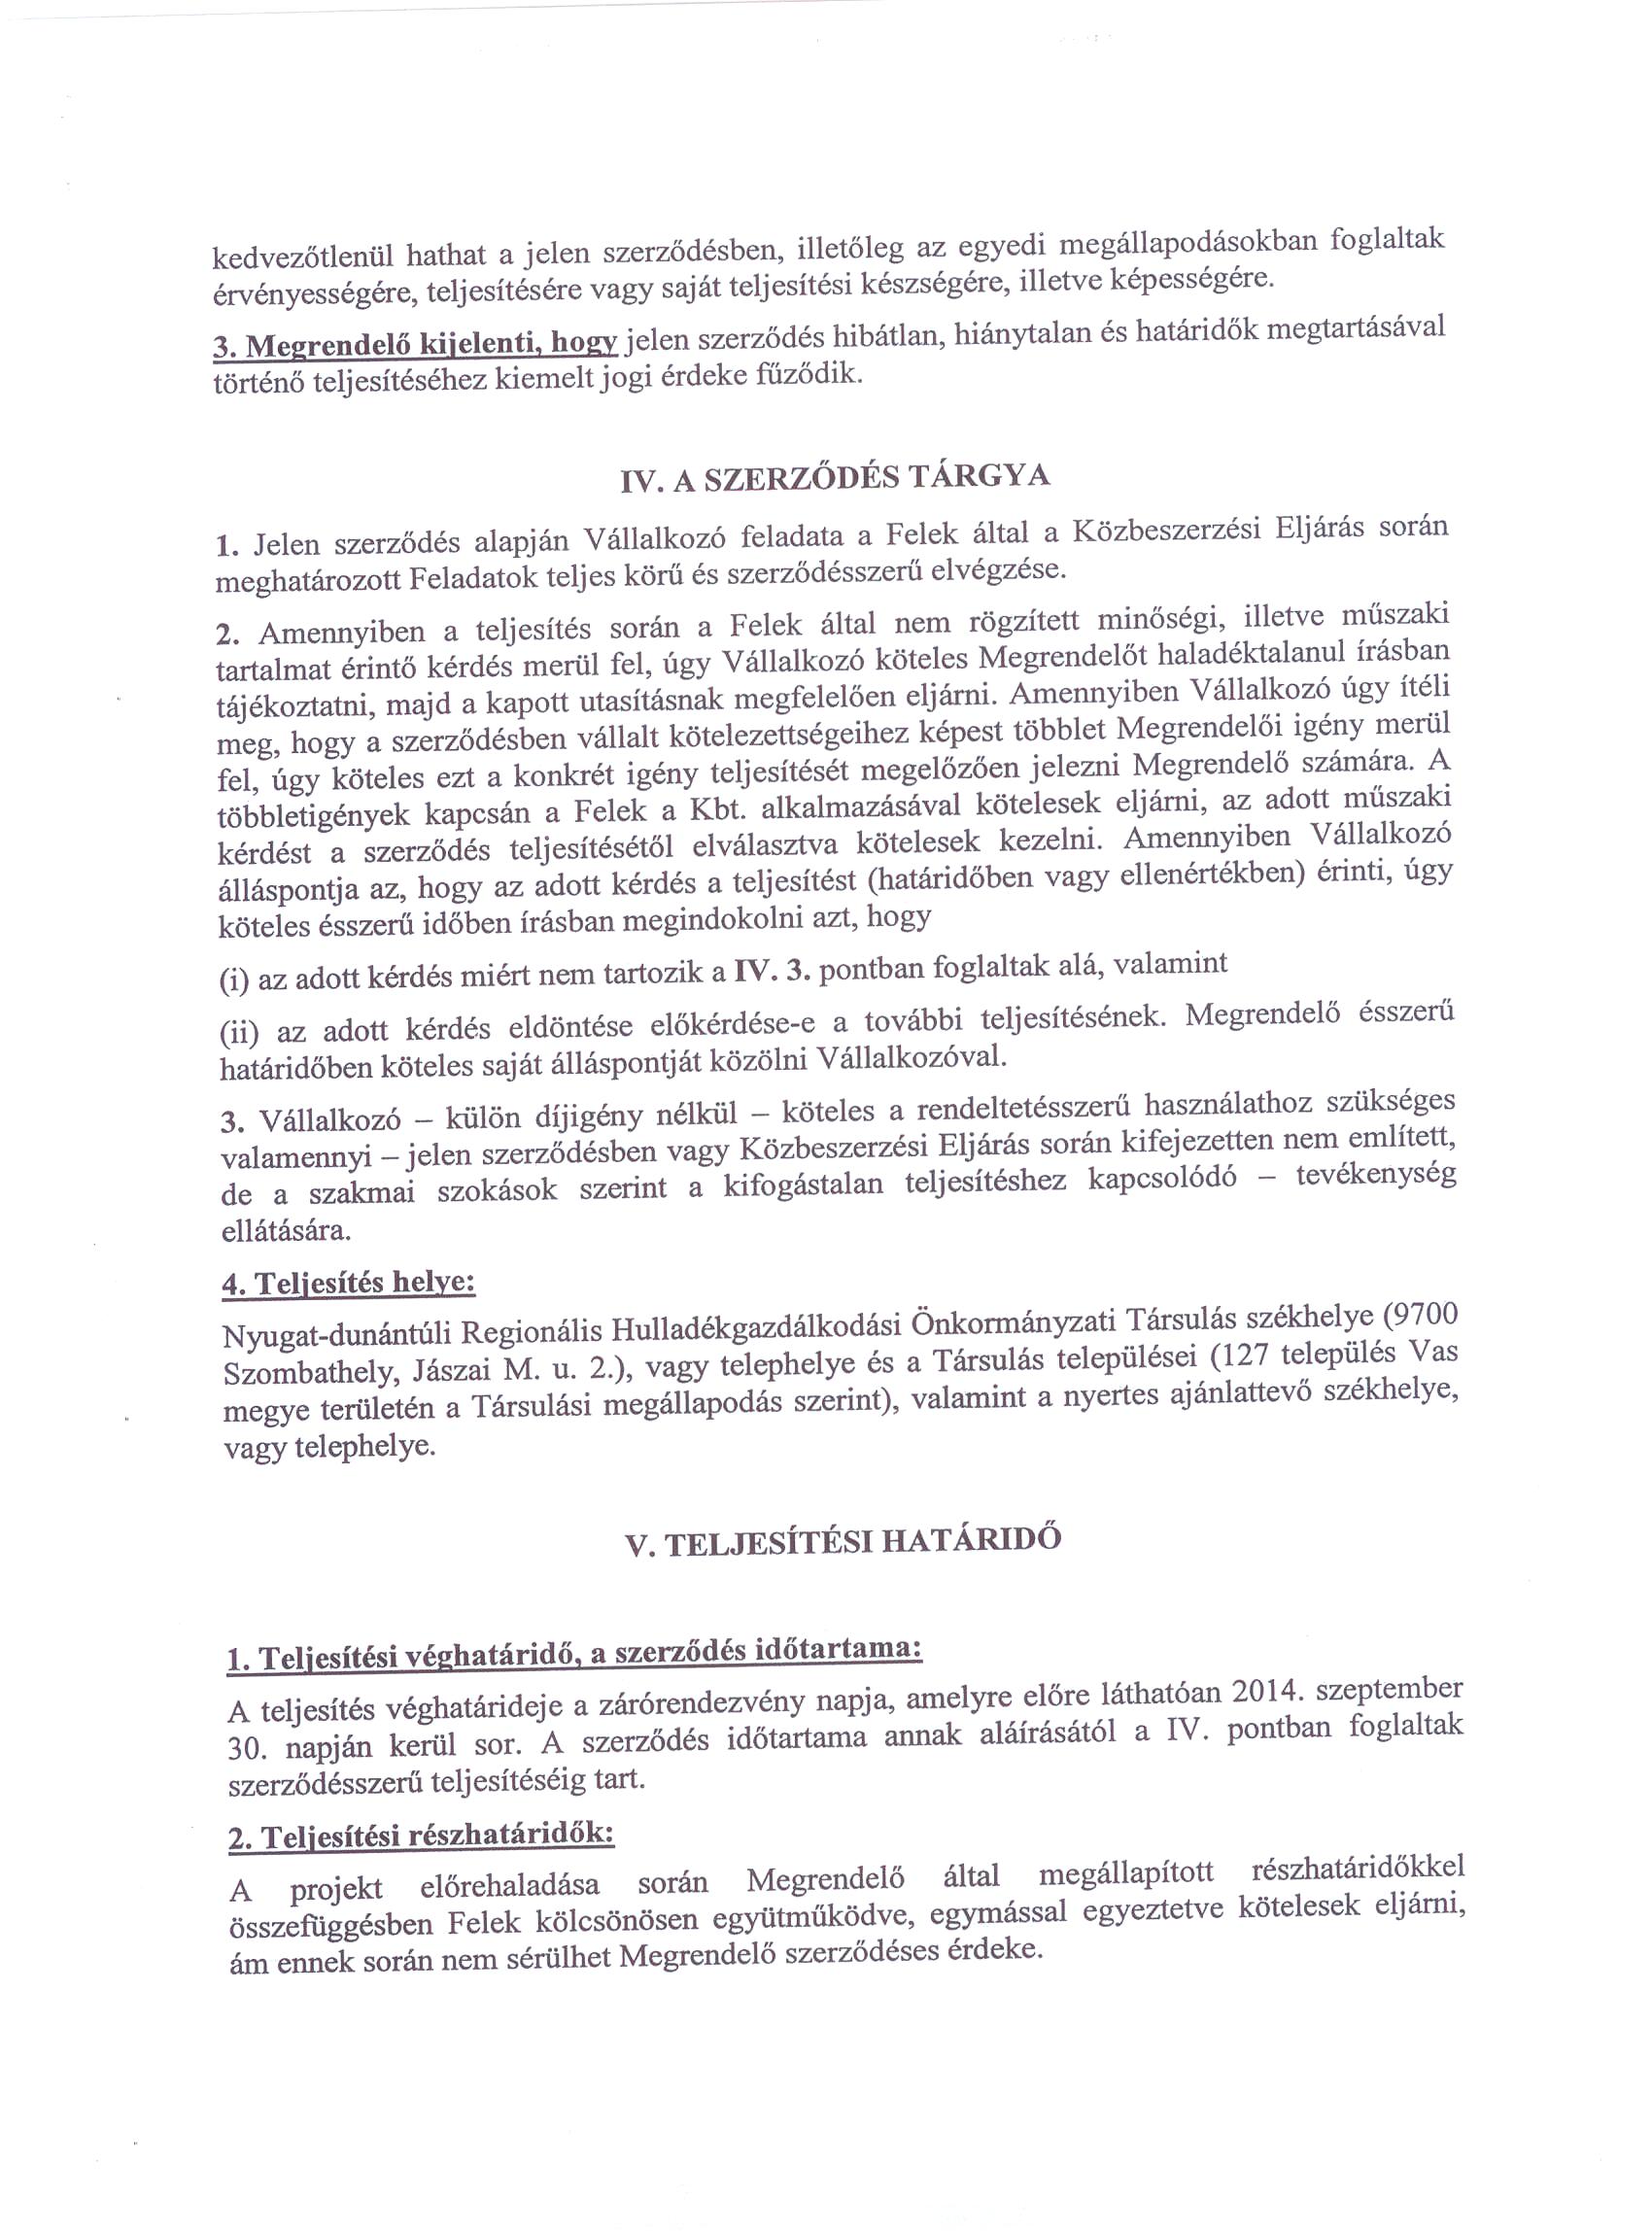 kedvezőtlenül hathat a jelen szerződésben, illetőleg az egyedi megállapodásokban foglaltak
érvényességére, teljesítésére vagy saját teljesítési készségére, illetve képességére.
3. Megrendelő kijelenti, hogy jelen szerződés hibátlan, hiánytalan és határidők megtartásával
történő teljesítéséhez kiemelt jogi érdeke fűződik.
IV. A SZERZŐDÉS TÁRGYA
1. Jelen szerződés alapján Vállalkozó feladata a Felek által a Közbeszerzési Eljárás során
meghatározott Feladatok teljes körű és szerződésszerű elvégzése.
2. Amennyiben a teljesítés során a Felek által nem rögzített minőségi, illetve műszaki
tartalmat érintő kérdés merül fel, úgy Vállalkozó köteles Megrendelőt haladéktalanul írásban
tájékoztatni, majd a kapott utasításnak megfelelően eljárni. Amennyiben Vállalkozó úgy ítéli
meg, hogy a szerződésben vállalt kötelezettségeihez képest többlet Megrendelői igény merül
fel, úgy köteles ezt a konkrét igény teljesítését megelőzően jelezni Megrendelő számára. A
többletigények kapcsán a Felek a Kbt. alkalmazásával kötelesek eljárni, az adott műszaki
kérdést a szerződés teljesítésétől elválasztva kötelesek kezelni. Amennyiben Vállalkozó
álláspontja az, hogy az adott kérdés a teljesítést (határidőben vagy ellenértékben) érinti, úgy
köteles ésszerű időben írásban megindokolni azt, hogy
(i) az adott kérdés miért nem tartozik a IV. 3. pontban foglaltak alá, valamint
(ii) az adott kérdés eldöntése előkérdése-e a további teljesítésének. Megrendelő ésszerű
határidőben köteles saját álláspontját közölni Vállalkozóval.
3. Vállalkozó – külön díjigény nélkül – köteles a rendeltetésszerű használathoz szükséges
valamennyi – jelen szerződésben vagy Közbeszerzési Eljárás során kifejezetten nem említett,
de a szakmai szokások szerint a kifogástalan teljesítéshez kapcsolódó – tevékenység
ellátására.
4. Teljesítés helye:
Nyugat-dunántúli Regionális Hulladékgazdálkodási Önkormányzati Társulás székhelye (9700
Szombathely, Jászai M. u. 2.), vagy telephelye és a Társulás települései (127 település Vas
megye területén a Társulási megállapodás szerint), valamint a nyertes ajánlattevő székhelye,
vagy telephelye.
V. TELJESÍTÉSI HATÁRIDŐ
1. Teljesítési véghatáridő, a szerződés időtartama:
A teljesítés véghatárideje a zárórendezvény napja, amelyre előre láthatóan 2014. szeptember
30. napján kerül sor. A szerződés időtartama annak aláírásától a IV. pontban foglaltak
szerződésszerű teljesítéséig tart.
2. Teljesítési részhatáridők:
A projekt előrehaladása során Megrendelő által megállapított részhatáridőkkel
összefüggésben Felek kölcsönösen együtműködve, egymással egyeztetve kötelesek eljárni,
ám ennek során nem sérülhet Megrendelő szerződéses érdeke.